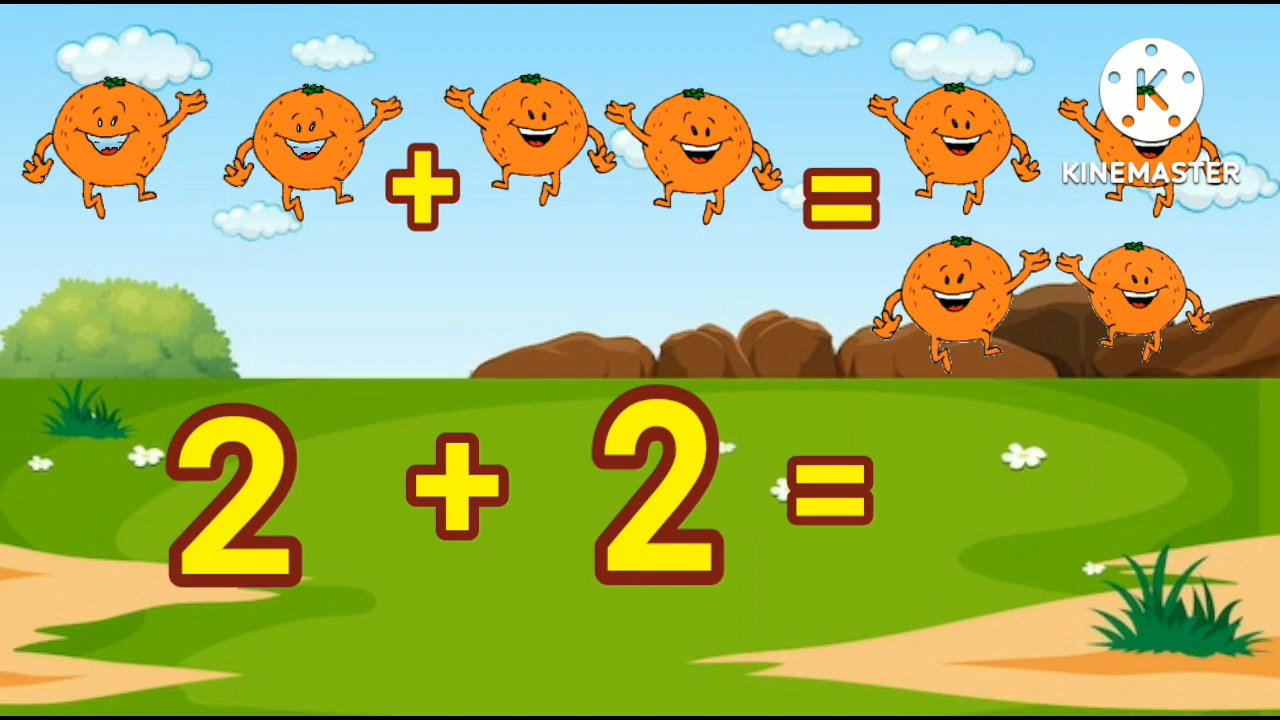 + =
K
KINEMASTER
2 + 2 =